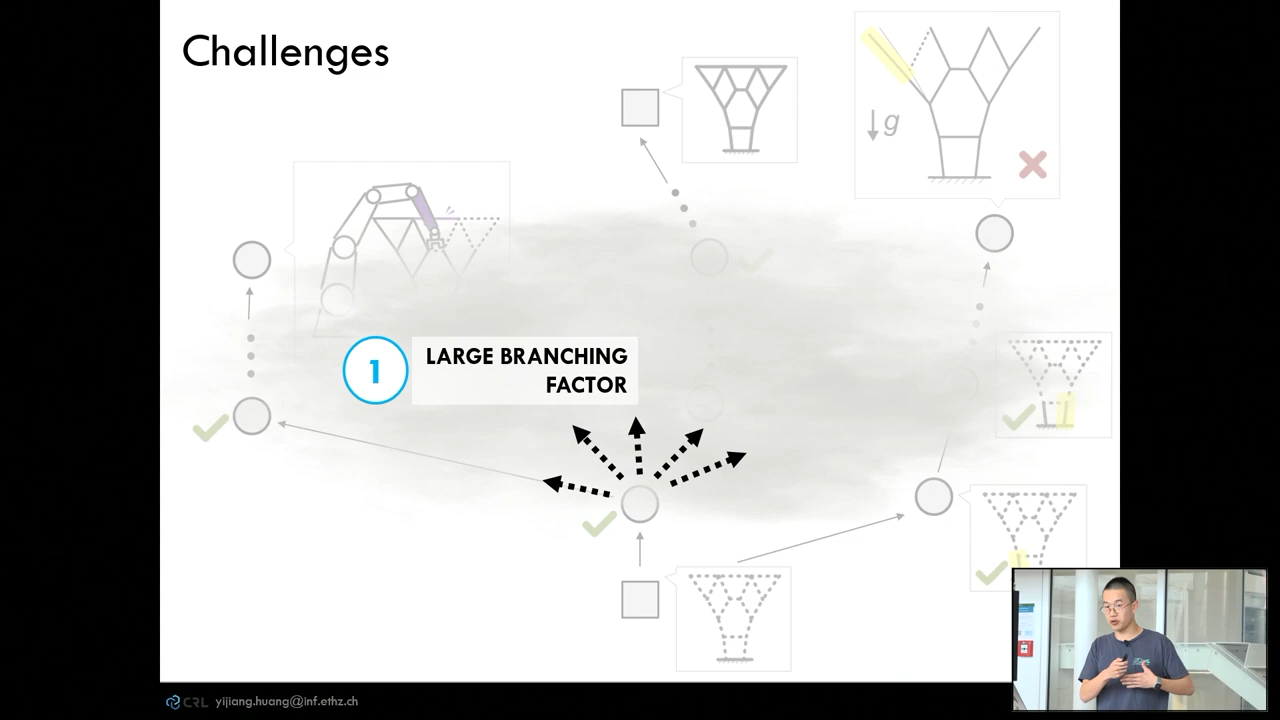 Challenges
g
1
LARGE BRANCHING
FACTOR
CRL yijiang.huang@inf.ethz.ch